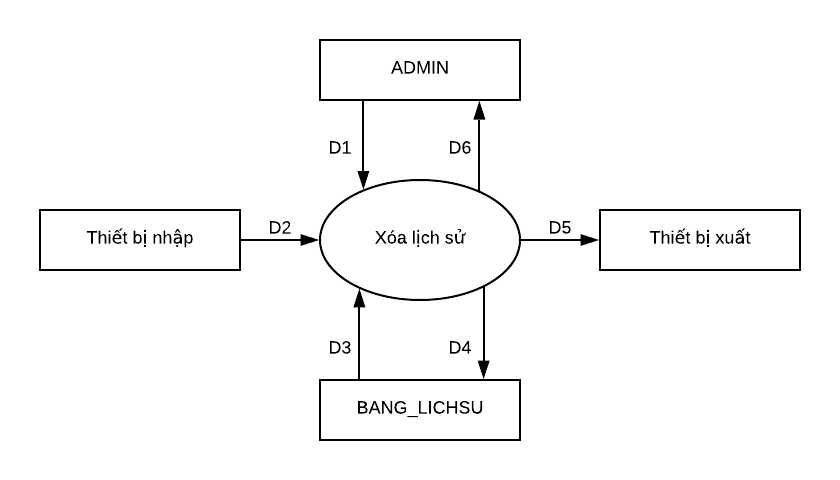 ADMIN
D1
D6
Thiết bị nhập
D2
Xóa lịch sử
D5
Thiết bị xuất
D3
D4
BANG_LICHSU